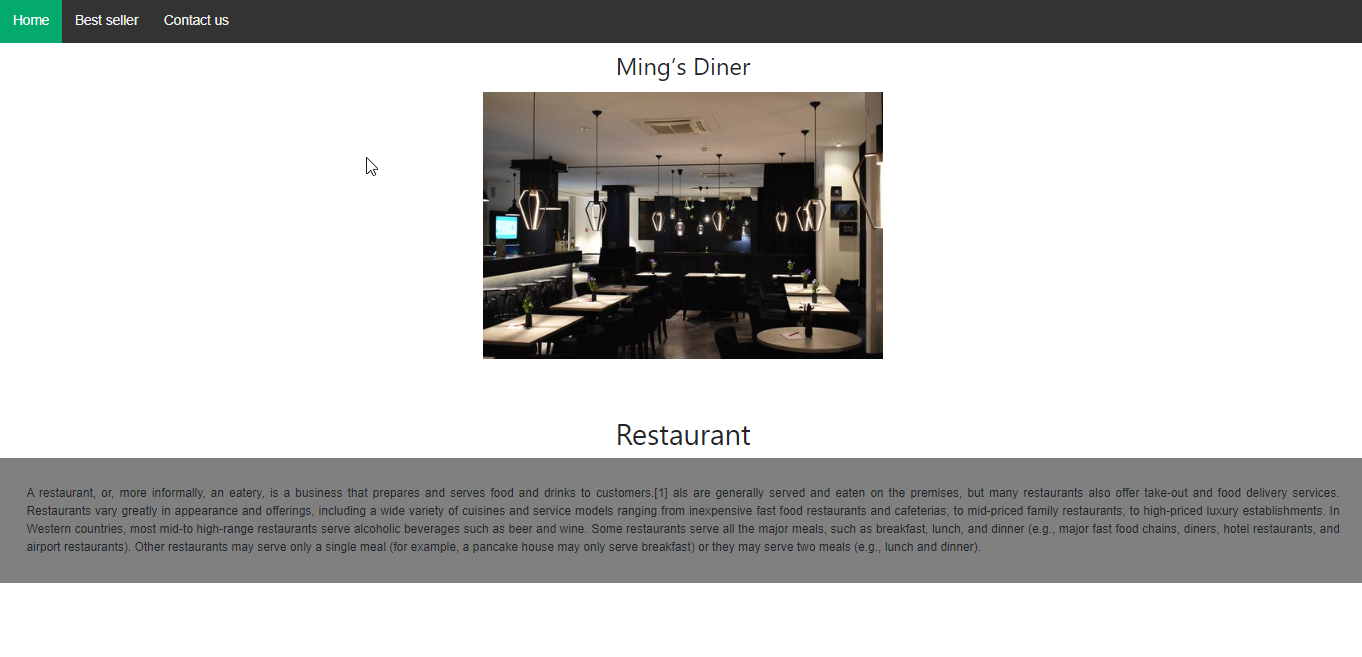 Home Best seller Contact us
Ming’s Diner
Restaurant
A restaurant, or, more informally, an eatery, is a business that prepares and serves food and drinks to customers.[1] als are generally served and eaten on the premises, but many restaurants also offer take-out and food delivery services.
Restaurants vary greatly in appearance and offerings, including a wide variety of cuisines and service models ranging from inexpensive fast food restaurants and cafeterias, to mid-priced family restaurants, to high-priced luxury establishments. In
Western countries, most mid-to high-range restaurants serve alcoholic beverages such as beer and wine. Some restaurants serve all the major meals, such as breakfast, lunch, and dinner (e.g., major fast food chains, diners, hotel restaurants, and
airport restaurants). Other restaurants may serve only a single meal (for example, a pancake house may only serve breakfast) or they may serve two meals (e.g., lunch and dinner).